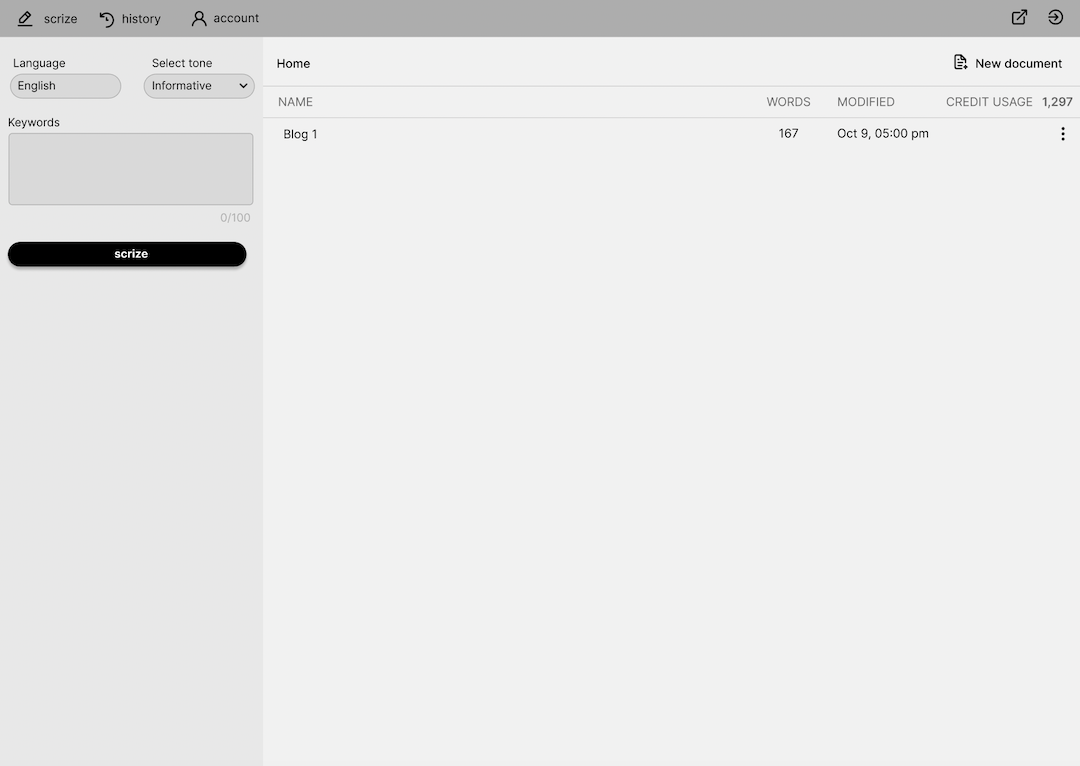 scrize history account
Language Select tone
English Informative
Keywords
0/100
scrize
Home New document
NAME WORDS MODIFIED CREDIT USAGE 1,297
Blog 1 167 Oct 9, 05:00 pm